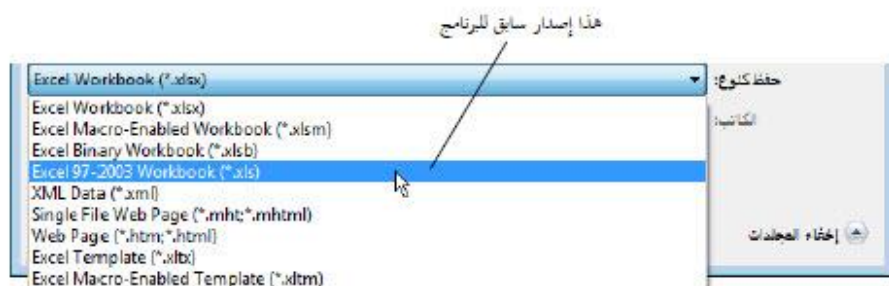 هذا إصدار سابق للبرنامج
حفظ كنوع: Excel Workbook (*.xlsx)
الكاتب: Excel Workbook (*.xlsx)
Excel Macro-Enabled Workbook (*.xlsm)
Excel Binary Workbook (*.xlsb)
Excel 97-2003 Workbook (*.xls)
XML Data (*.xml)
Single File Web Page (*.mht;*.mhtml)
Web Page (*.htm;*.html)
إخفاء المجلدات
Excel Template (*.xltx)
Excel Macro-Enabled Template (*.xltm)